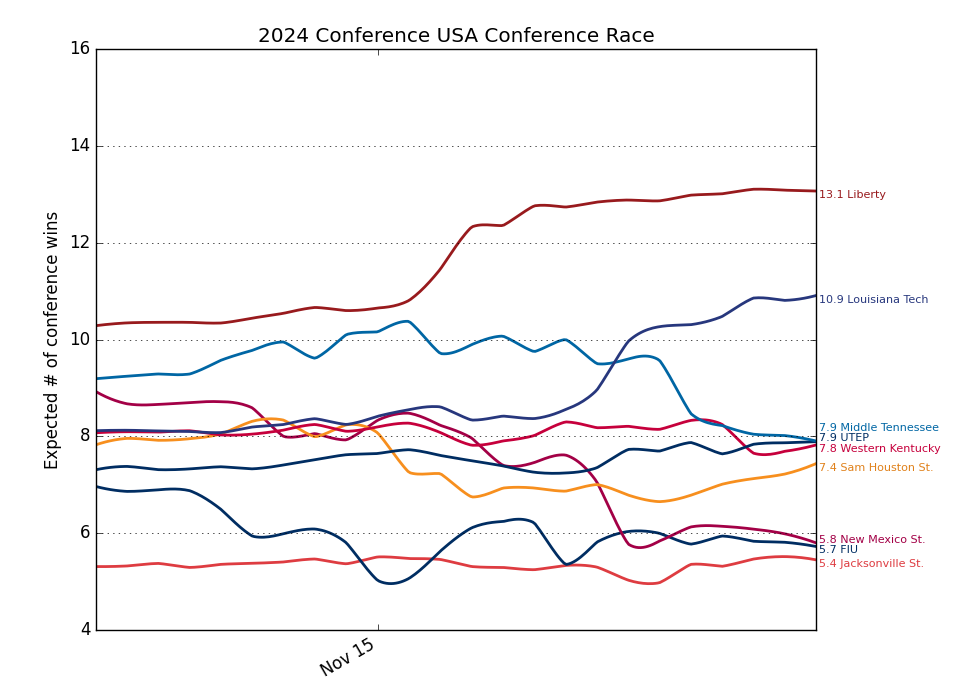 2024 Conference USA Conference Race
Expected # of conference wins
16
14
12
10
8
6
4
Nov 15
13.1 Liberty
10.9 Louisiana Tech
7.9 Middle Tennessee
7.9 UTEP
7.8 Western Kentucky
7.4 Sam Houston St.
5.8 New Mexico St.
5.7 FIU
5.4 Jacksonville St.